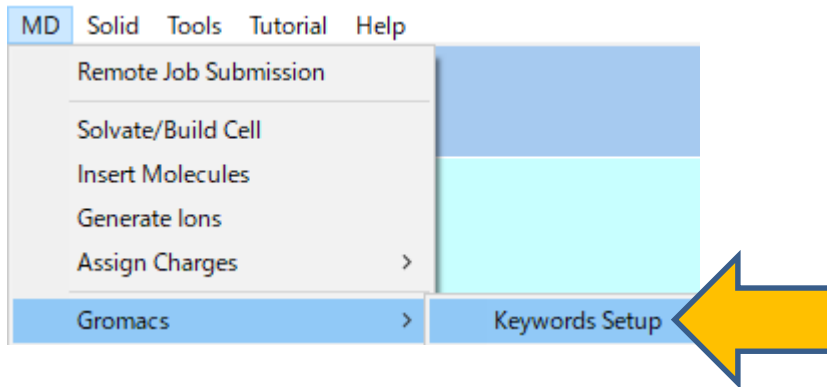 MD Solid Tools Tutorial Help
Remote Job Submission
Solvate/Build Cell
Insert Molecules
Generate Ions
Assign Charges >
Gromacs > Keywords Setup